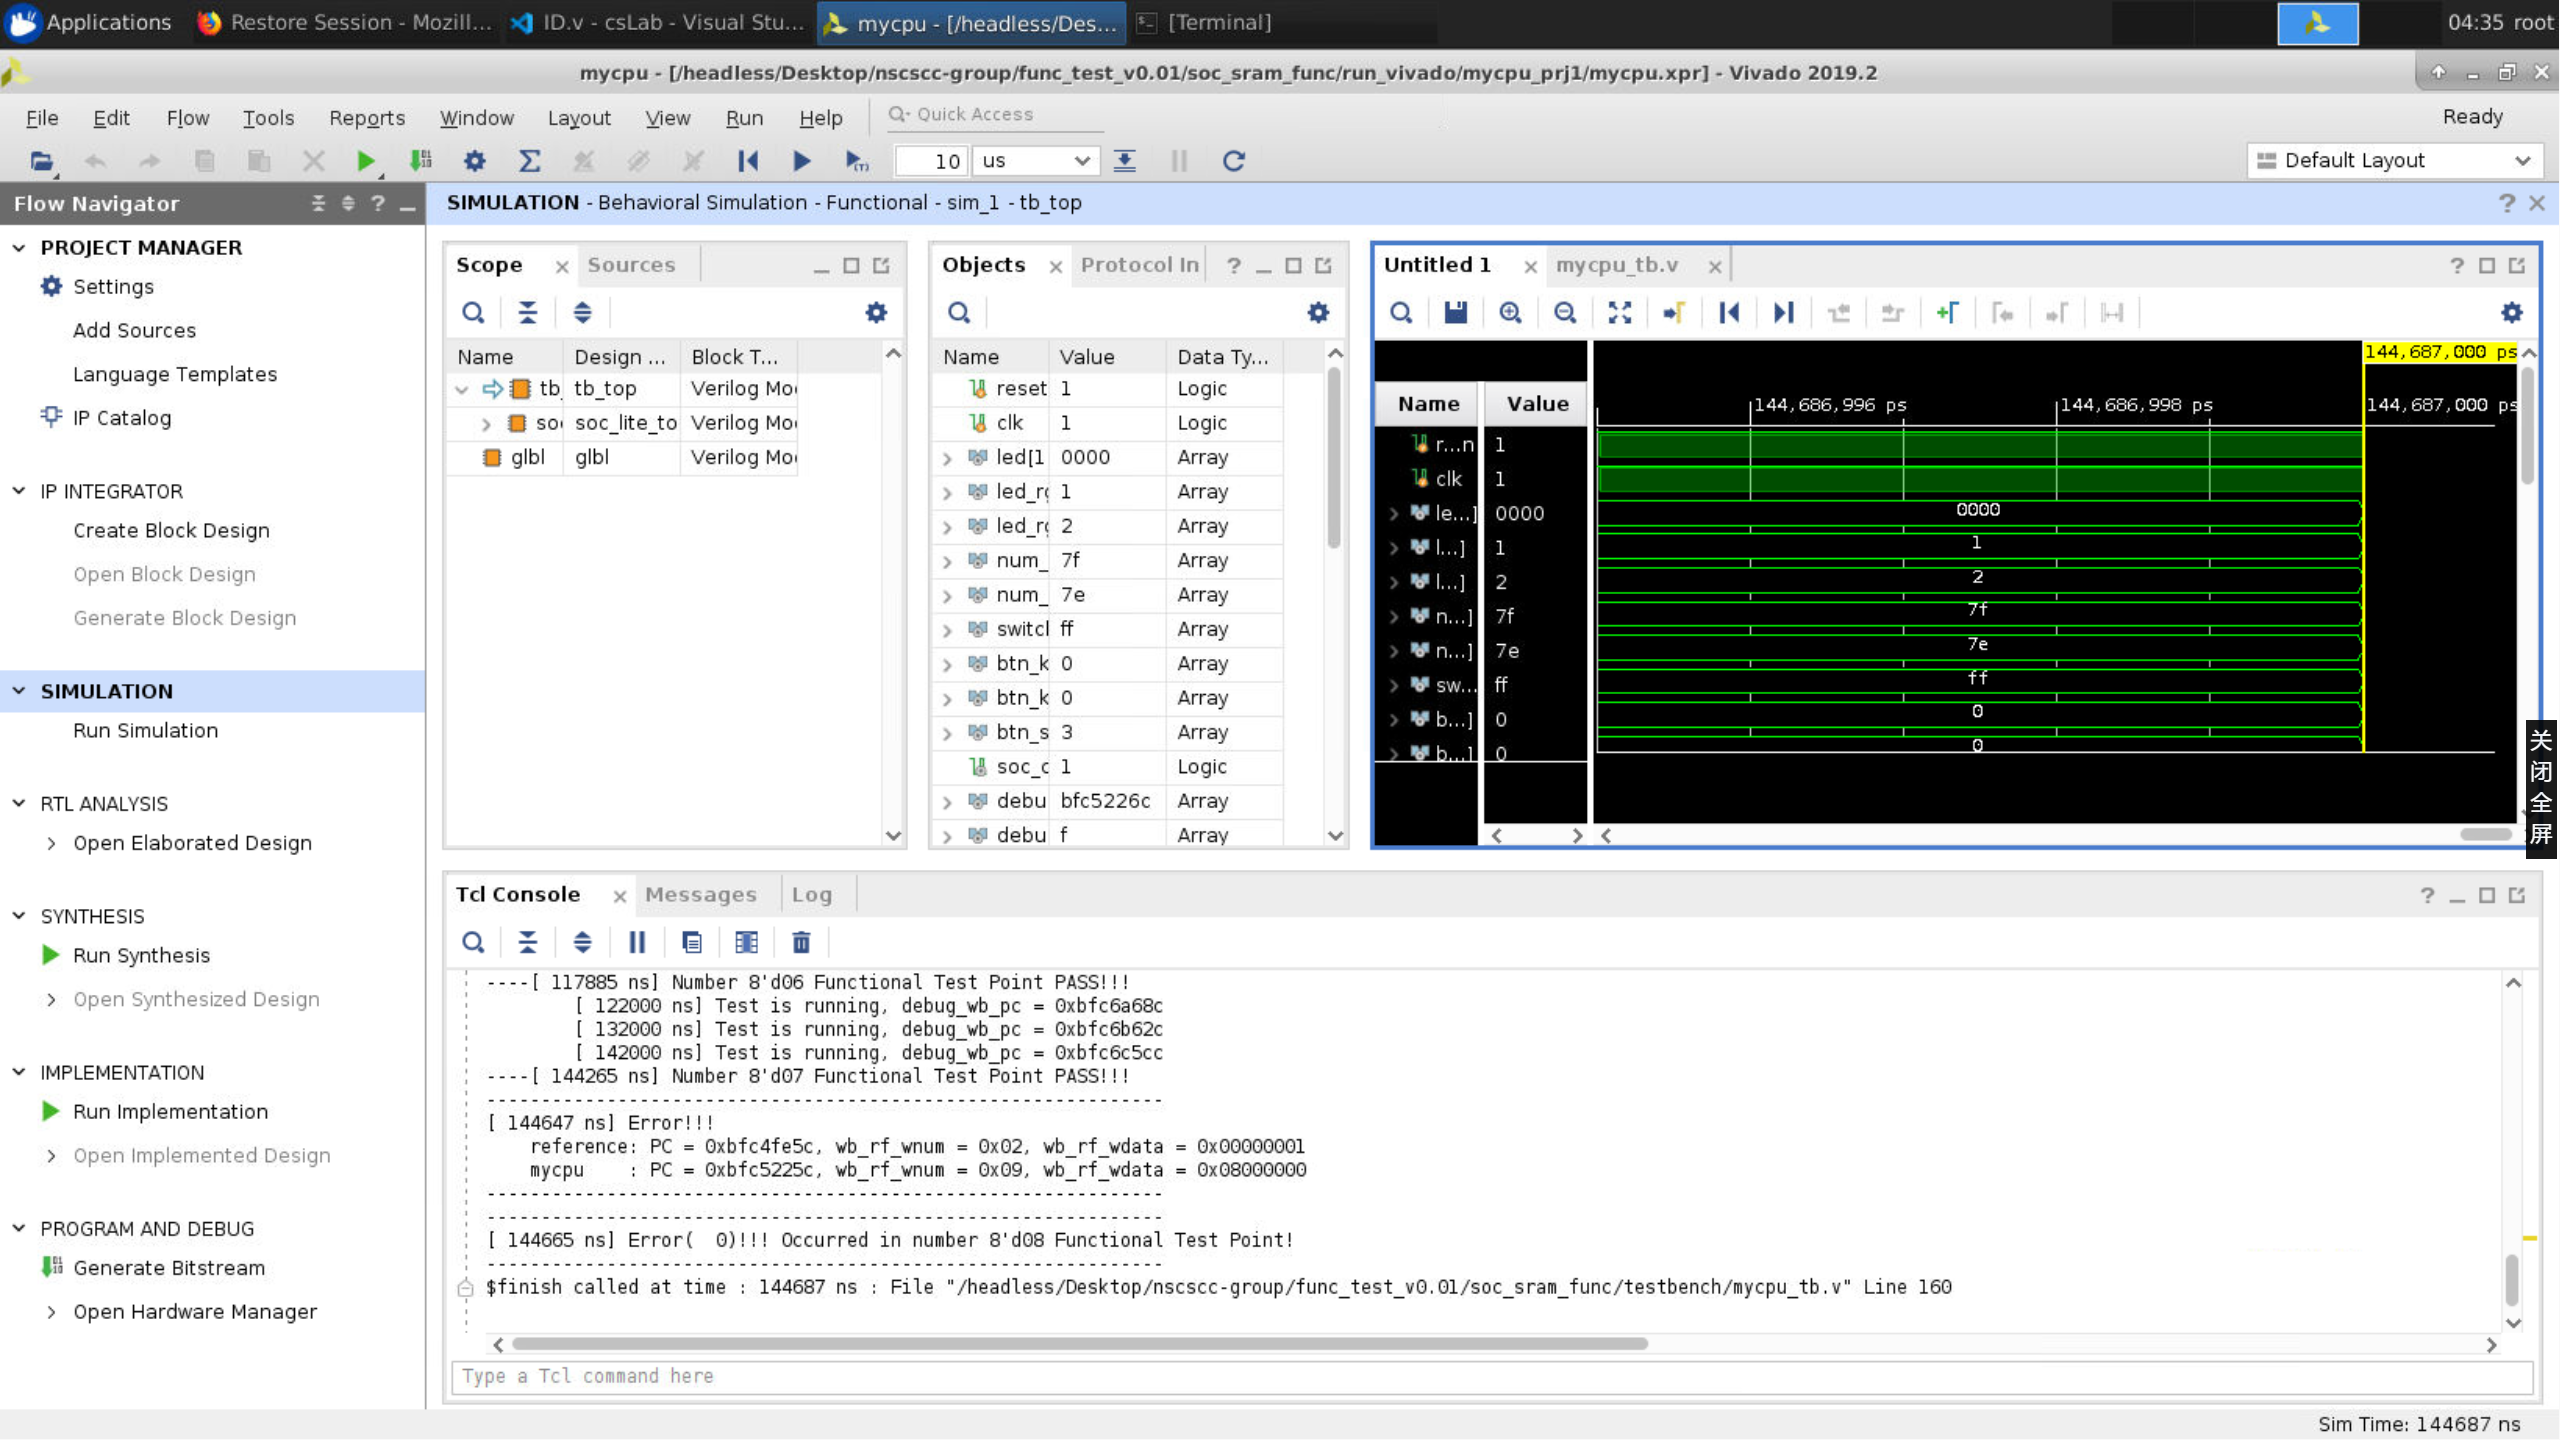 Applications
Restore Session - Mozill...
ID.v - csLab - Visual Stu...
mycpu - [/headless/Des...
[Terminal]
04:35 root
mycpu - [/headless/Desktop/nscscc-group/func_test_v0.01/soc_sram_func/run_vivado/mycpu_prj1/mycpu.xpr] - Vivado 2019.2
File Edit Flow Tools Reports Window Layout View Run Help
Quick Access
Ready
10 us
Default Layout
Flow Navigator
SIMULATION - Behavioral Simulation - Functional - sim_1 - tb_top
PROJECT MANAGER
Settings
Add Sources
Language Templates
IP Catalog
IP INTEGRATOR
Create Block Design
Open Block Design
Generate Block Design
SIMULATION
Run Simulation
RTL ANALYSIS
Open Elaborated Design
SYNTHESIS
Run Synthesis
Open Synthesized Design
IMPLEMENTATION
Run Implementation
Open Implemented Design
PROGRAM AND DEBUG
Generate Bitstream
Open Hardware Manager
Scope Sources
Name Design ... Block T...
tb_ tb_top Verilog Mo
so soc_lite_to Verilog Mo
glbl glbl Verilog Mo
Objects Protocol In
Name Value Data Ty...
reset 1 Logic
clk 1 Logic
led[1 0000 Array
led_r 1 Array
led_r 2 Array
num_ 7f Array
num_ 7e Array
switc ff Array
btn_k 0 Array
btn_k 0 Array
btn_s 3 Array
soc_c 1 Logic
debu bfc5226c Array
debu f Array
Untitled 1 mycpu_tb.v
144,687,000 ps
Name Value
144,686,996 ps 144,686,998 ps 144,687,000 ps
r...n 1
clk 1
le...] 0000 0000
l...] 1 1
l...] 2 2
n...] 7f 7f
n...] 7e 7e
sw... ff ff
b...] 0 0
b...] 0 0
关闭全屏
Tcl Console Messages Log
----[ 117885 ns] Number 8'd06 Functional Test Point PASS!!!
[ 122000 ns] Test is running, debug_wb_pc = 0xbfc6a68c
[ 132000 ns] Test is running, debug_wb_pc = 0xbfc6b62c
[ 142000 ns] Test is running, debug_wb_pc = 0xbfc6c5cc
----[ 144265 ns] Number 8'd07 Functional Test Point PASS!!!
--------------------------------------------------------------
[ 144647 ns] Error!!!
reference: PC = 0xbfc4fe5c, wb_rf_wnum = 0x02, wb_rf_wdata = 0x00000001
mycpu    : PC = 0xbfc5225c, wb_rf_wnum = 0x09, wb_rf_wdata = 0x08000000
--------------------------------------------------------------
--------------------------------------------------------------
[ 144665 ns] Error(  0)!!! Occurred in number 8'd08 Functional Test Point!
--------------------------------------------------------------
$finish called at time : 144687 ns : File "/headless/Desktop/nscscc-group/func_test_v0.01/soc_sram_func/testbench/mycpu_tb.v" Line 160
Type a Tcl command here
Sim Time: 144687 ns